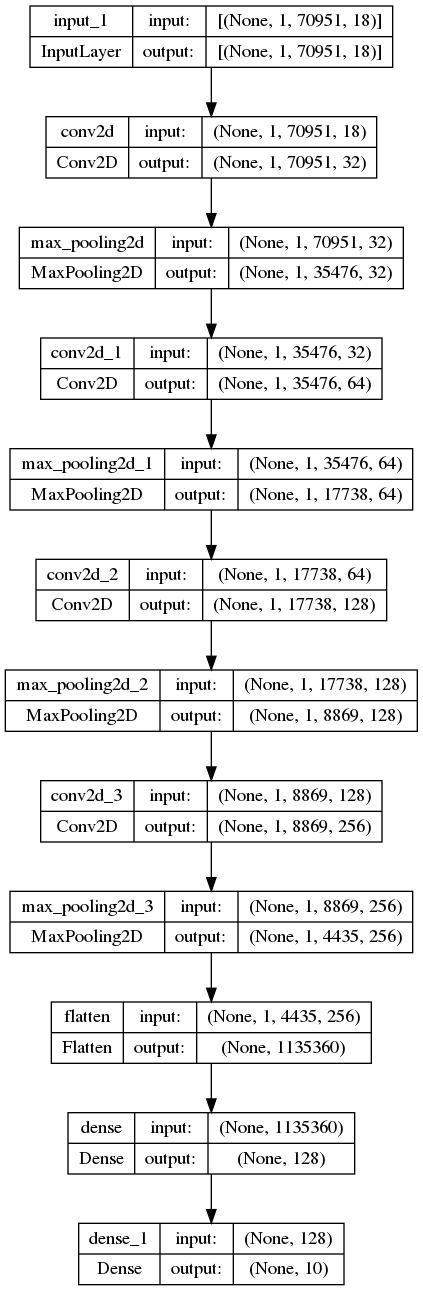 input_1 input: [(None, 1, 70951, 18)]
InputLayer output: [(None, 1, 70951, 18)]
conv2d input: (None, 1, 70951, 18)
Conv2D output: (None, 1, 70951, 32)
max_pooling2d input: (None, 1, 70951, 32)
MaxPooling2D output: (None, 1, 35476, 32)
conv2d_1 input: (None, 1, 35476, 32)
Conv2D output: (None, 1, 35476, 64)
max_pooling2d_1 input: (None, 1, 35476, 64)
MaxPooling2D output: (None, 1, 17738, 64)
conv2d_2 input: (None, 1, 17738, 64)
Conv2D output: (None, 1, 17738, 128)
max_pooling2d_2 input: (None, 1, 17738, 128)
MaxPooling2D output: (None, 1, 8869, 128)
conv2d_3 input: (None, 1, 8869, 128)
Conv2D output: (None, 1, 8869, 256)
max_pooling2d_3 input: (None, 1, 8869, 256)
MaxPooling2D output: (None, 1, 4435, 256)
flatten input: (None, 1, 4435, 256)
Flatten output: (None, 1135360)
dense input: (None, 1135360)
Dense output: (None, 128)
dense_1 input: (None, 128)
Dense output: (None, 10)